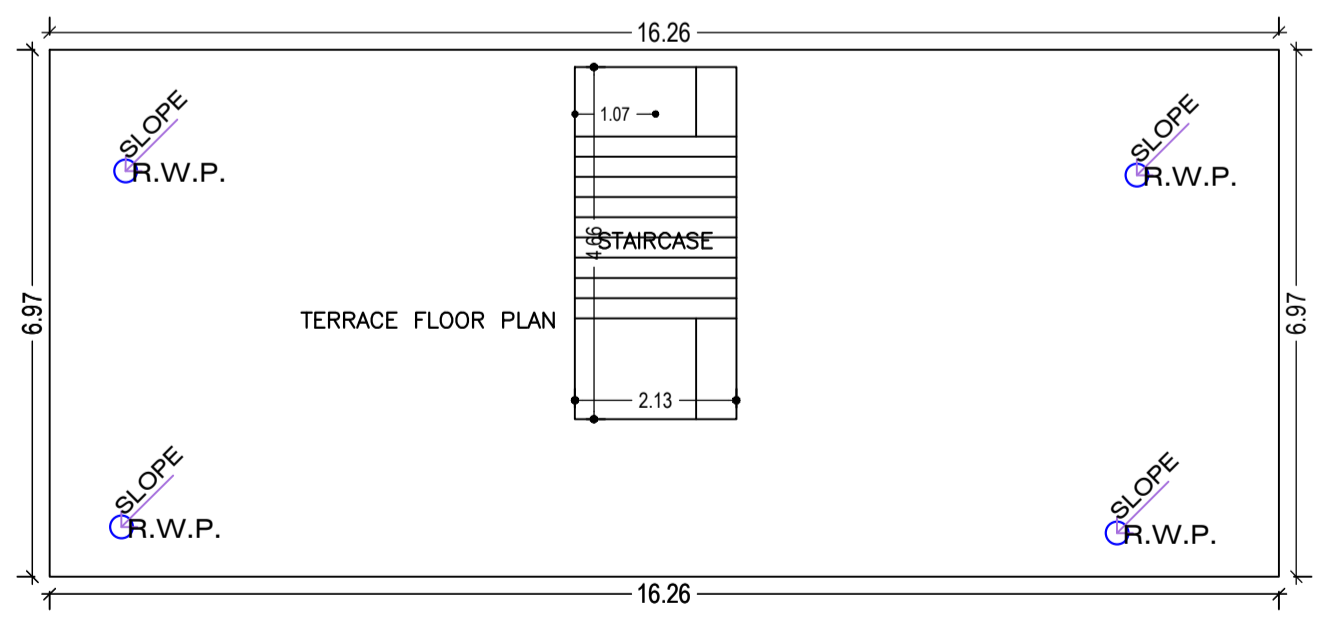 16.26
1.07
SLOPE
R.W.P.
SLOPE
R.W.P.
4.66
STAIRCASE
6.97
6.97
TERRACE FLOOR PLAN
2.13
SLOPE
R.W.P.
SLOPE
R.W.P.
16.26